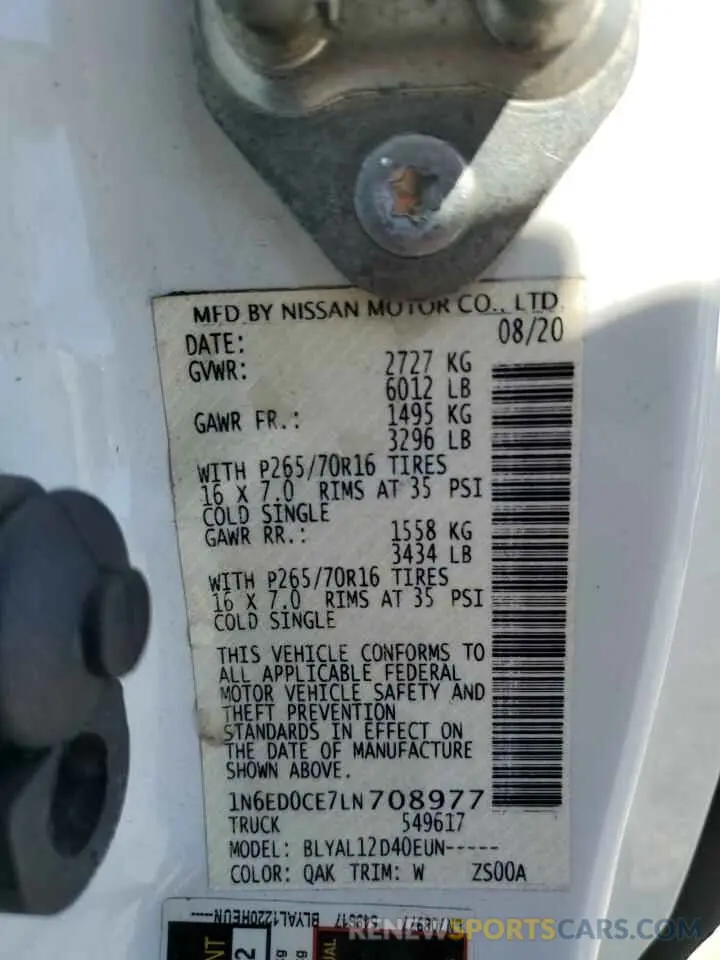 MFD BY NISSAN MOTOR CO., LTD.
DATE: 08/20
GVWR: 2727 KG
6012 LB
GAWR FR.: 1495 KG
3296 LB
WITH P265/70R16 TIRES
16 X 7.0 RIMS AT 35 PSI
COLD SINGLE
GAWR RR.: 1558 KG
3434 LB
WITH P265/70R16 TIRES
16 X 7.0 RIMS AT 35 PSI
COLD SINGLE
THIS VEHICLE CONFORMS TO
ALL APPLICABLE FEDERAL
MOTOR VEHICLE SAFETY AND
THEFT PREVENTION
STANDARDS IN EFFECT ON
THE DATE OF MANUFACTURE
SHOWN ABOVE.
1N6ED0CE7LN708977
TRUCK 549617
MODEL: BLYAL12D40EUN-----
COLOR: QAK TRIM: W ZS00A
549617 BLYAL1220HEUN----
RENEWSPORTSCARS.COM